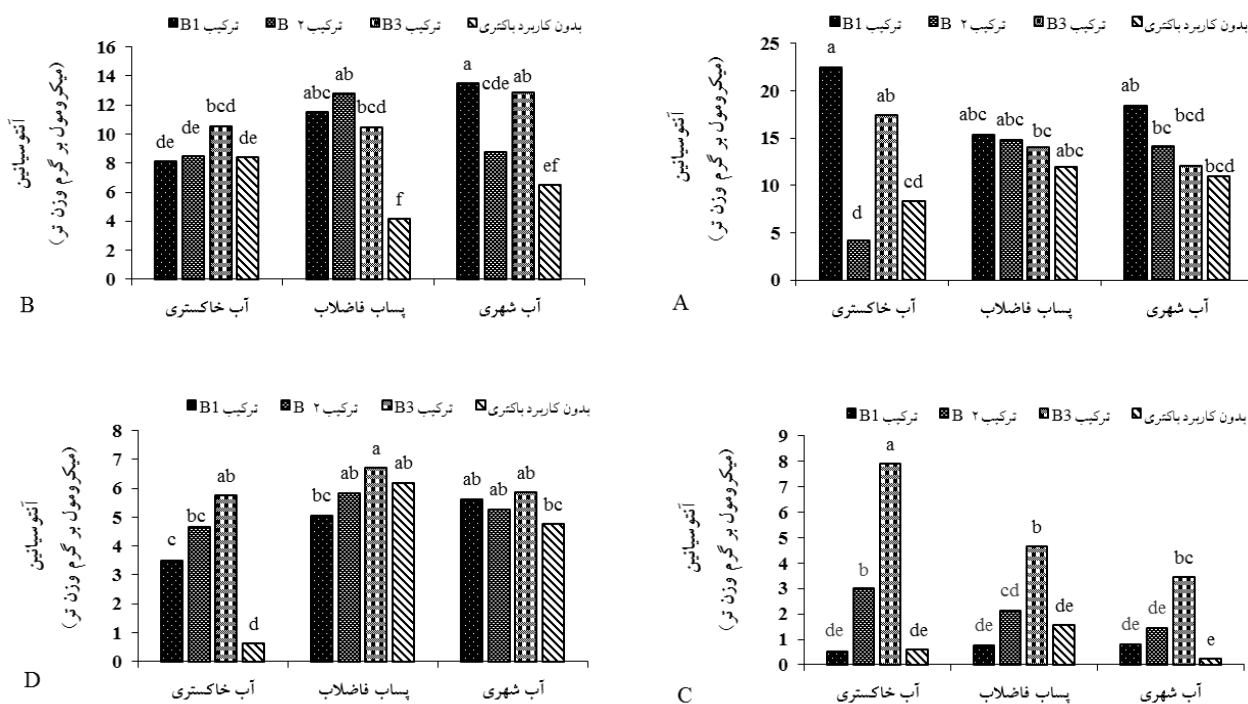 ترکیب B1 ترکیب B ۲ ترکیب B3 بدون کاربرد باکتری
آنتوسیانین
(میکرومول بر گرم وزن تر)
25
20
15
10
5
0
a
d
ab
cd
abc
abc
bc
abc
ab
bc
bcd
bcd
آب خاکستری پساب فاضلاب آب شهری
A
ترکیب B1 ترکیب B ۲ ترکیب B3 بدون کاربرد باکتری
آنتوسیانین
(میکرومول بر گرم وزن تر)
16
14
12
10
8
6
4
2
0
de
de
bcd
de
abc
ab
bcd
f
a
cde
ab
ef
آب خاکستری پساب فاضلاب آب شهری
B
ترکیب B1 ترکیب B ۲ ترکیب B3 بدون کاربرد باکتری
آنتوسیانین
(میکرومول بر گرم وزن تر)
9
8
7
6
5
4
3
2
1
0
de
b
a
de
de
cd
b
de
de
de
bc
e
آب خاکستری پساب فاضلاب آب شهری
C
ترکیب B1 ترکیب B ۲ ترکیب B3 بدون کاربرد باکتری
آنتوسیانین
(میکرومول بر گرم وزن تر)
8
7
6
5
4
3
2
1
0
c
bc
ab
d
bc
ab
a
ab
ab
ab
ab
bc
آب خاکستری پساب فاضلاب آب شهری
D